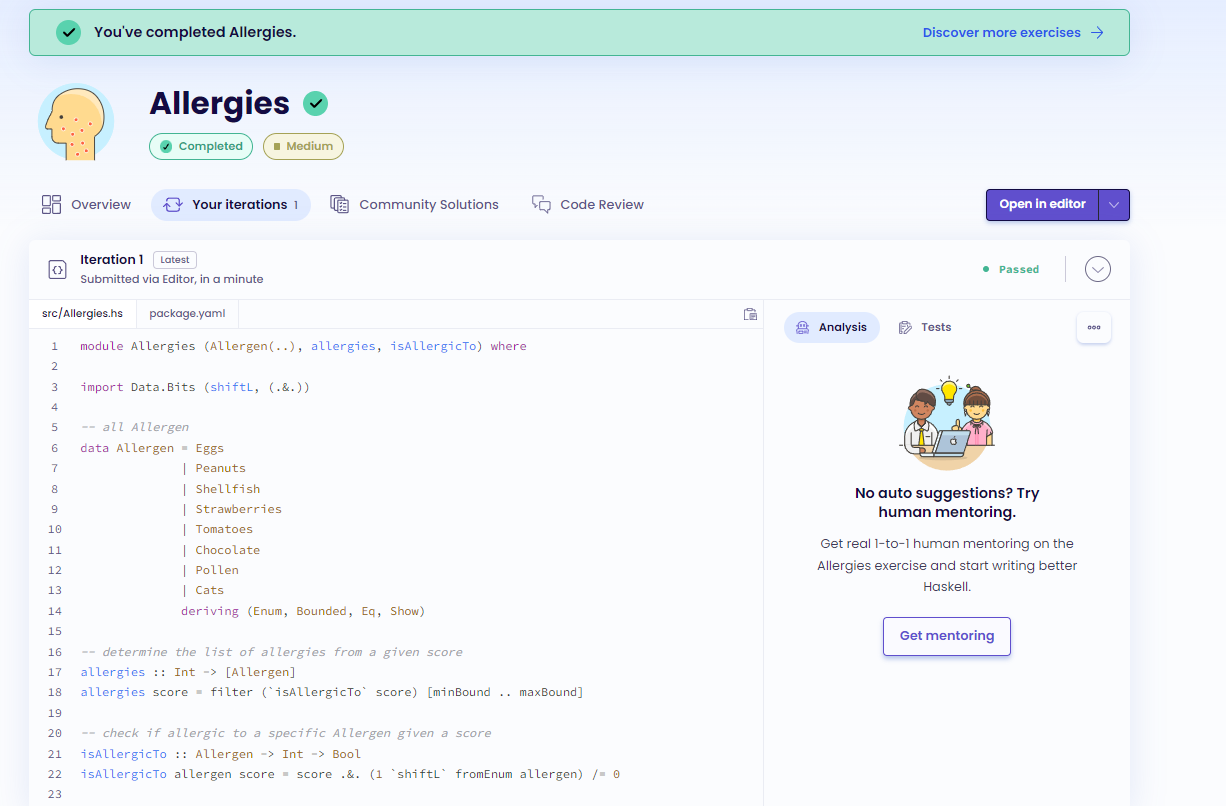 You've completed Allergies.
Discover more exercises →
Allergies
Completed
Medium
Overview
Your iterations 1
Community Solutions
Code Review
Open in editor
Iteration 1 Latest
Submitted via Editor, in a minute
Passed
src/Allergies.hs
package.yaml
1 module Allergies (Allergen(..), allergies, isAllergicTo) where
2
3 import Data.Bits (shiftL, (.&.))
4
5 -- all Allergen
6 data Allergen = Eggs
7 | Peanuts
8 | Shellfish
9 | Strawberries
10 | Tomatoes
11 | Chocolate
12 | Pollen
13 | Cats
14 deriving (Enum, Bounded, Eq, Show)
15
16 -- determine the list of allergies from a given score
17 allergies :: Int -> [Allergen]
18 allergies score = filter (`isAllergicTo` score) [minBound .. maxBound]
19
20 -- check if allergic to a specific Allergen given a score
21 isAllergicTo :: Allergen -> Int -> Bool
22 isAllergicTo allergen score = score .&. (1 `shiftL` fromEnum allergen) /= 0
23
Analysis
Tests
No auto suggestions? Try
human mentoring.
Get real 1-to-1 human mentoring on the
Allergies exercise and start writing better
Haskell.
Get mentoring